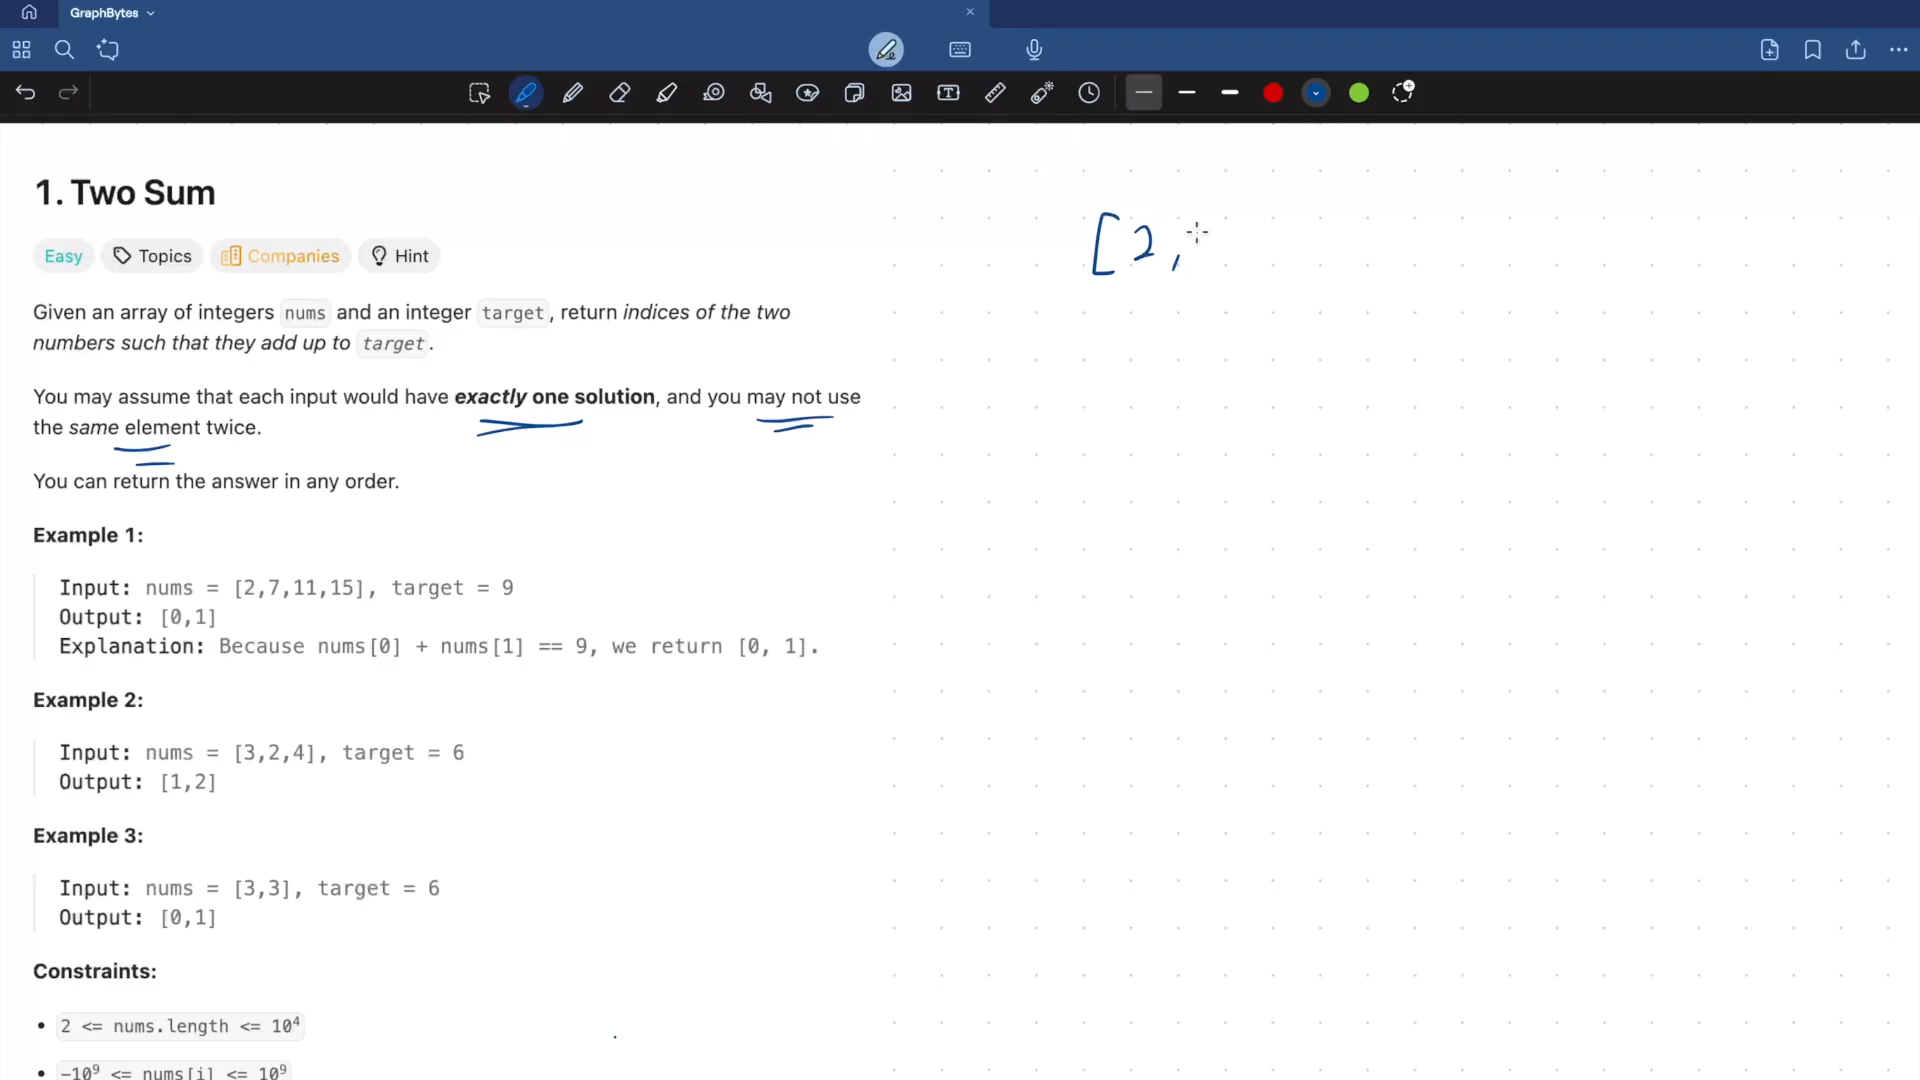 GraphBytes
1. Two Sum
Easy Topics Companies Hint
Given an array of integers nums and an integer target, return indices of the two
numbers such that they add up to target.
You may assume that each input would have exactly one solution, and you may not use
the same element twice.
You can return the answer in any order.
Example 1:
Input: nums = [2,7,11,15], target = 9
Output: [0,1]
Explanation: Because nums[0] + nums[1] == 9, we return [0, 1].
Example 2:
Input: nums = [3,2,4], target = 6
Output: [1,2]
Example 3:
Input: nums = [3,3], target = 6
Output: [0,1]
Constraints:
• 2 <= nums.length <= 10⁴
• -10⁹ <= nums[i] <= 10⁹
[2,